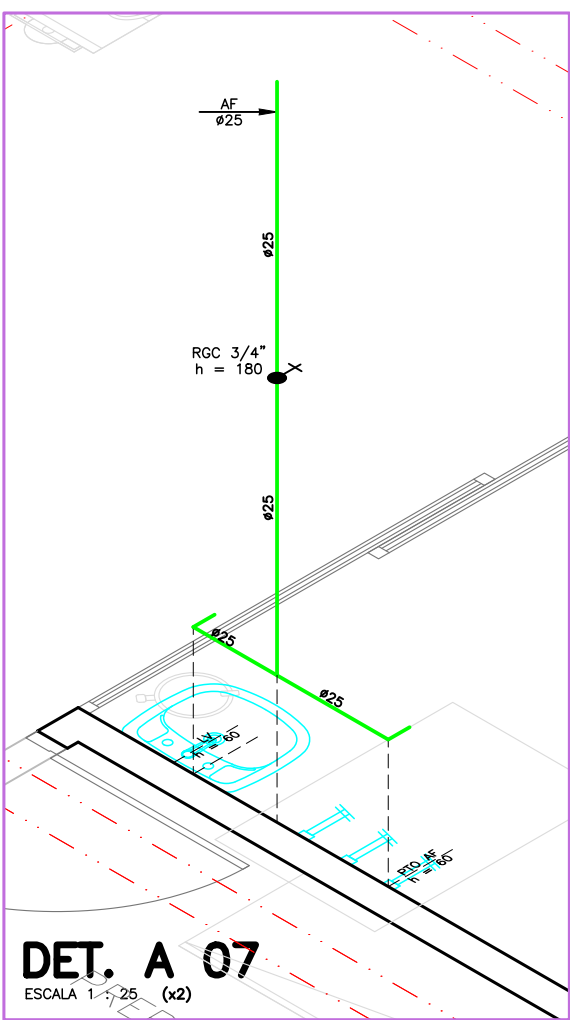 AF
ø25
ø25
RGC 3/4"
h = 180
ø25
ø25
ø25
LV
h = 60
PTO AF
h = 60
DET. A 07
ESCALA 1 : 25 (x2)